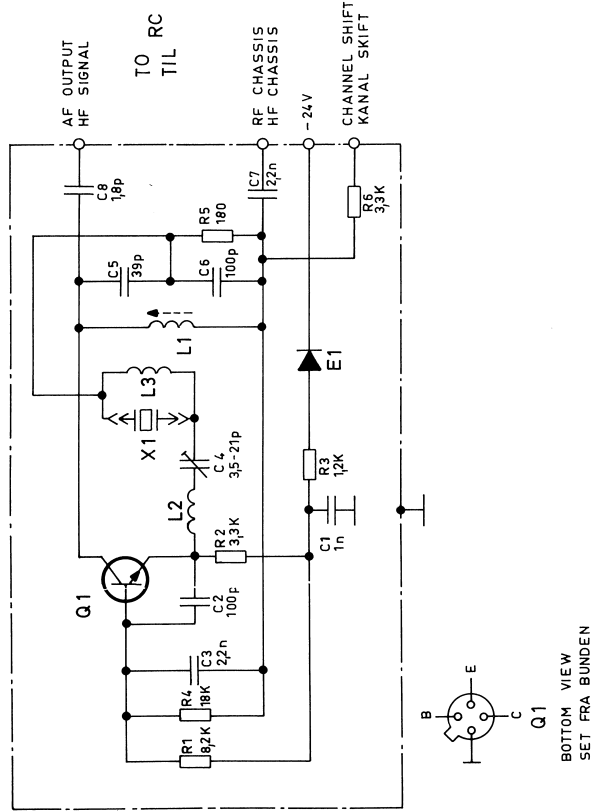 AF OUTPUT
HF SIGNAL
TO RC
TIL
RF CHASSIS
HF CHASSIS
-24V
CHANNEL SHIFT
KANAL SKIFT
C8
1,8p
C7
2,2n
R5
180
R6
3,3K
C5
39p
C6
100p
L1
E1
L3
X1
C4
3,5-21p
L2
R3
1,2K
R2
3,3K
C1
1n
Q1
C2
100p
C3
2,2n
R4
18K
R1
8,2K
B
E
C
Q1
BOTTOM VIEW
SET FRA BUNDEN